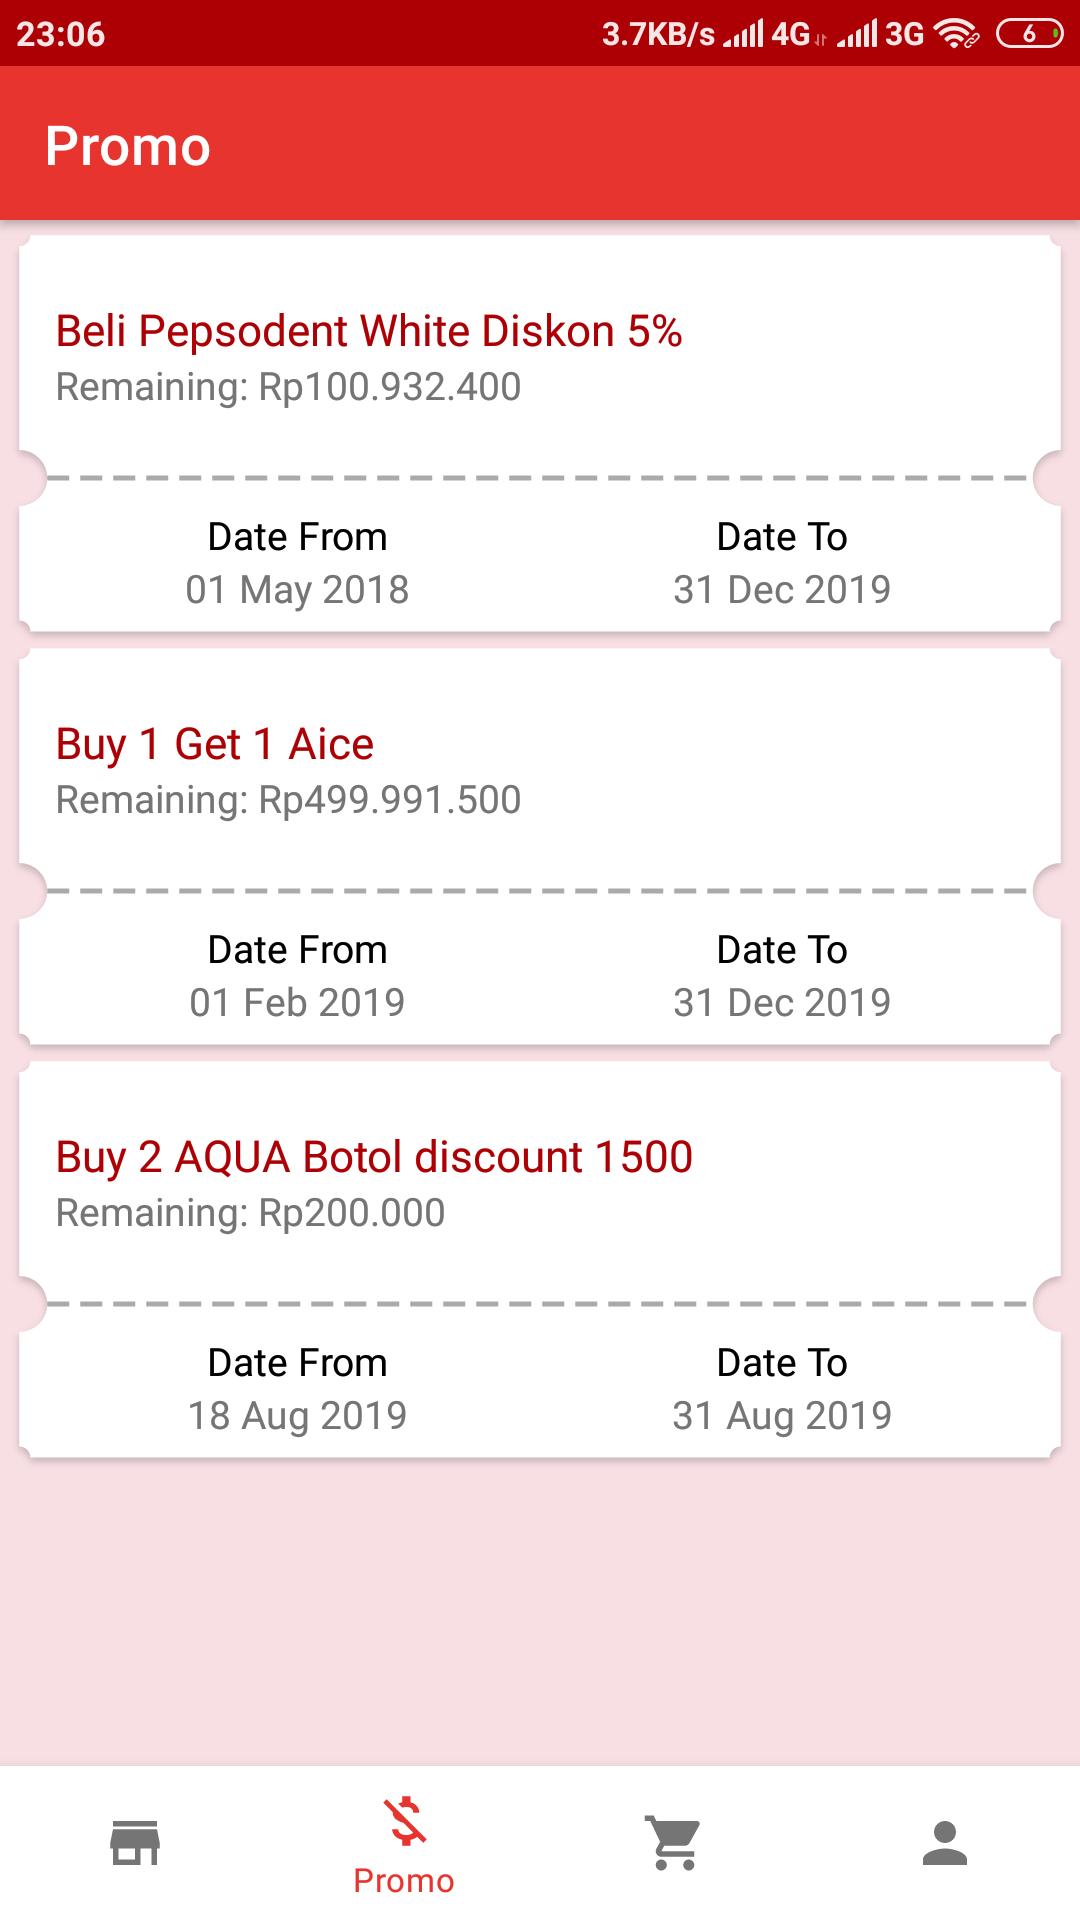 23:06 3.7KB/s 4G 3G 6
Promo
Beli Pepsodent White Diskon 5%
Remaining: Rp100.932.400
Date From Date To
01 May 2018 31 Dec 2019
Buy 1 Get 1 Aice
Remaining: Rp499.991.500
Date From Date To
01 Feb 2019 31 Dec 2019
Buy 2 AQUA Botol discount 1500
Remaining: Rp200.000
Date From Date To
18 Aug 2019 31 Aug 2019
Promo